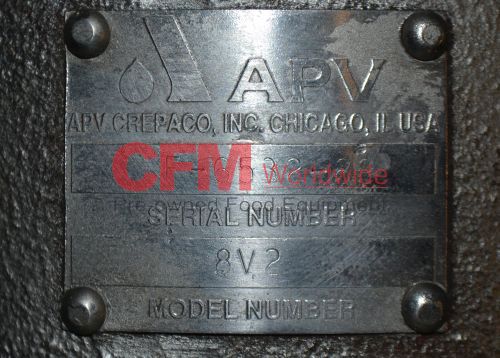 APV
APV CREPACO, INC. CHICAGO, IL USA
CFM Worldwide
Pre-owned Food Equipment
SERIAL NUMBER
8V2
MODEL NUMBER